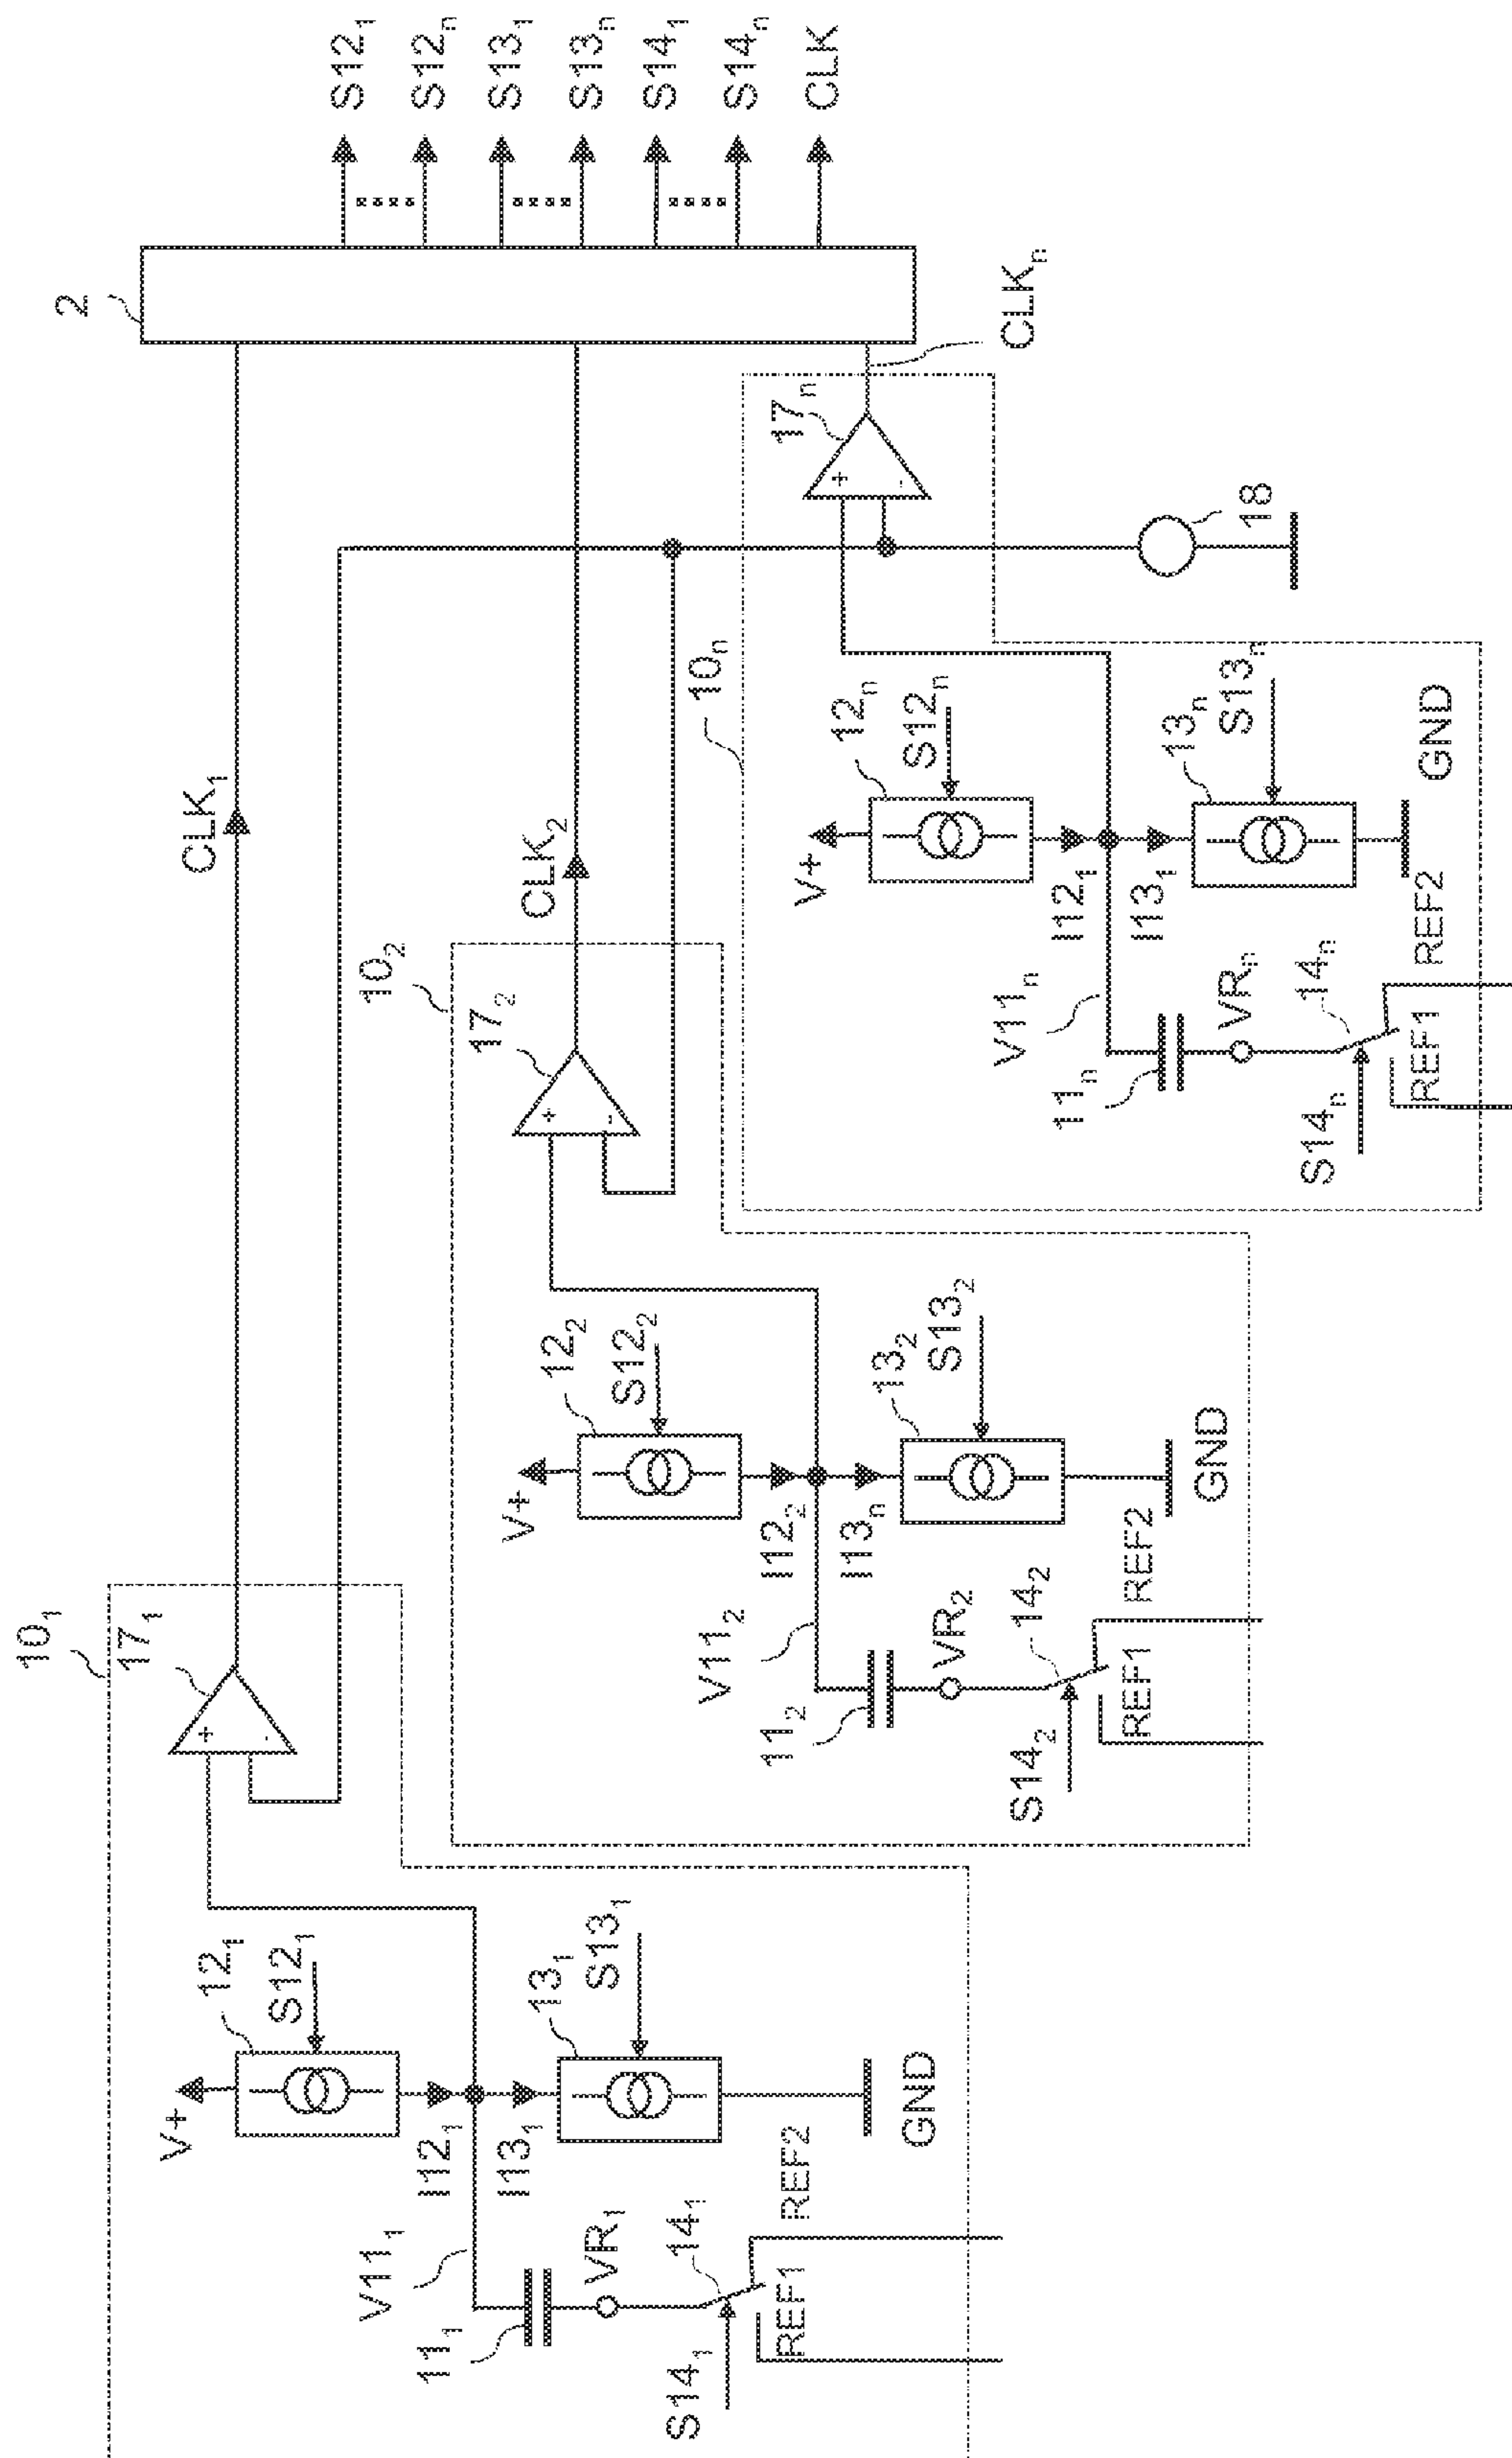 10₁
17₁
CLK₁
2
S12₁
S12ₙ
S13₁
S13ₙ
S14₁
S14ₙ
CLK
+
-
V+
12₁
S12₁
I12₁
I13₁
13₁
S13₁
V11₁
11₁
VR₁
14₁
S14₁
REF1
REF2
GND
10₂
17₂
CLK₂
+
-
V+
12₂
S12₂
I12₂
I13ₙ
13₂
S13₂
V11₂
11₂
VR₂
14₂
S14₂
REF1
REF2
GND
10ₙ
17ₙ
CLKₙ
+
-
18
V+
12ₙ
S12ₙ
I12₁
I13₁
13ₙ
S13ₙ
V11ₙ
11ₙ
VRₙ
14ₙ
S14ₙ
REF1
REF2
GND